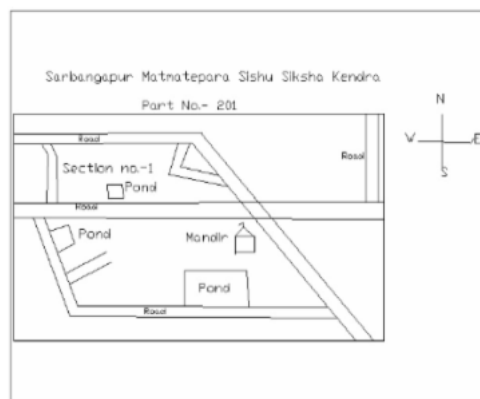 Sarbangapur Matmatepara Sishu Siksha Kendra
Part No.- 201
N
W
E
S
Road
Road
Section no.-1
Pond
Road
Pond
Mandir
Pond
Road